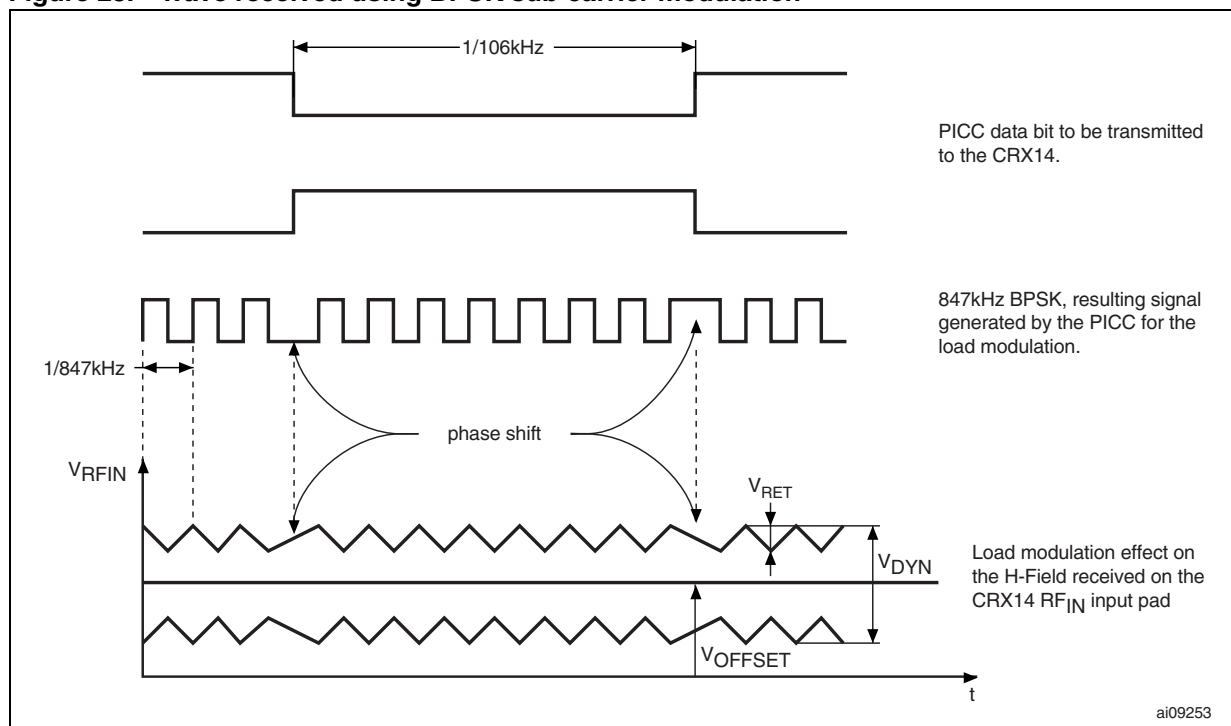 1/106kHz
PICC data bit to be transmitted
to the CRX14.
847kHz BPSK, resulting signal
generated by the PICC for the
load modulation.
1/847kHz
phase shift
VRFIN
VRET
VDYN
Load modulation effect on
the H-Field received on the
CRX14 RFIN input pad
VOFFSET
t
ai09253